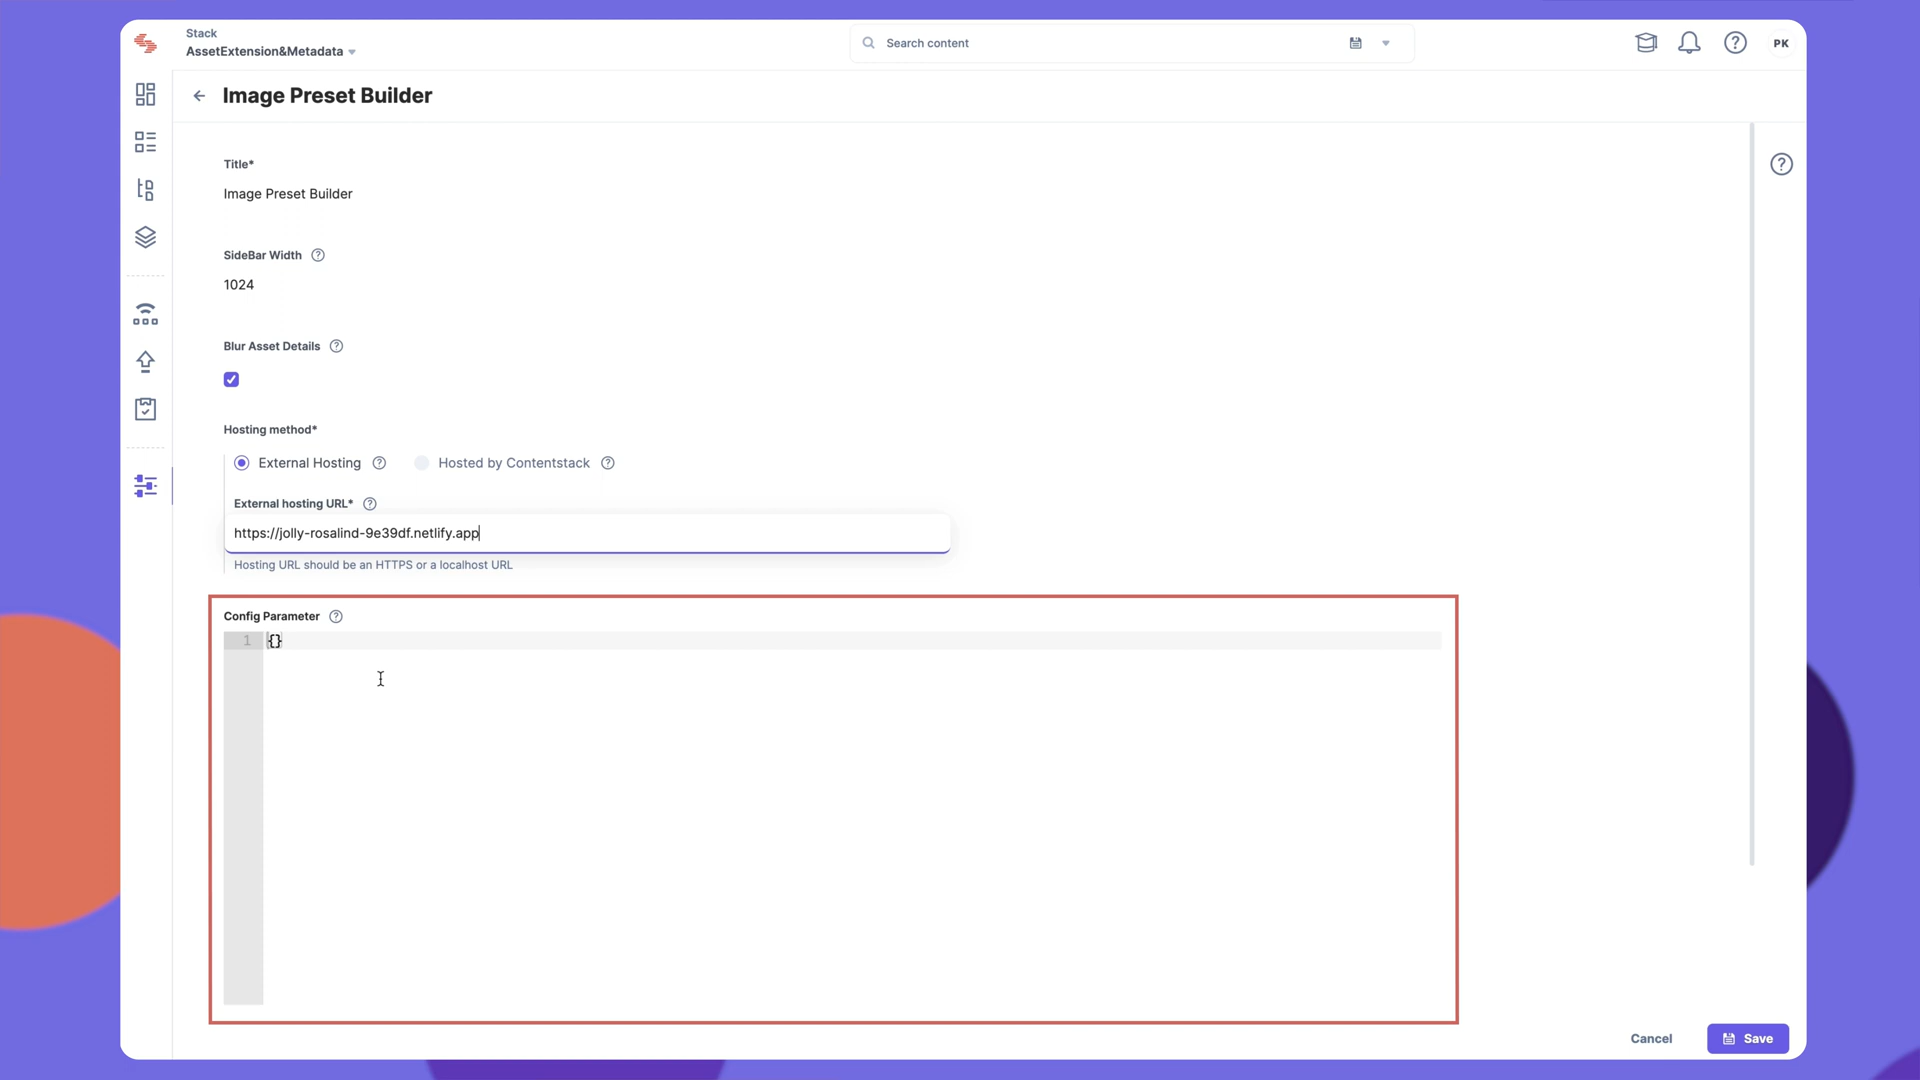 Stack
AssetExtension&Metadata
Search content
PK
Image Preset Builder
Title*
Image Preset Builder
SideBar Width
1024
Blur Asset Details
Hosting method*
External Hosting
Hosted by Contentstack
External hosting URL*
https://jolly-rosalind-9e39df.netlify.app
Hosting URL should be an HTTPS or a localhost URL
Config Parameter
1 {}
Cancel
Save